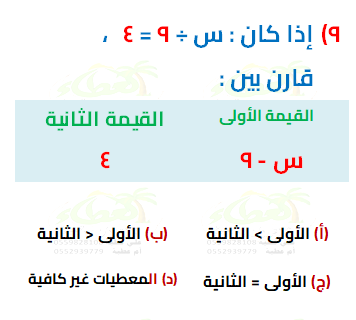 ٩) إذا كان : س ÷ ٩ = ٤ ،
قارن بين :
القيمة الأولى القيمة الثانية
س - ٩ ٤
(أ) الأولى > الثانية (ب) الأولى < الثانية
(ج) الأولى = الثانية (د) المعطيات غير كافية